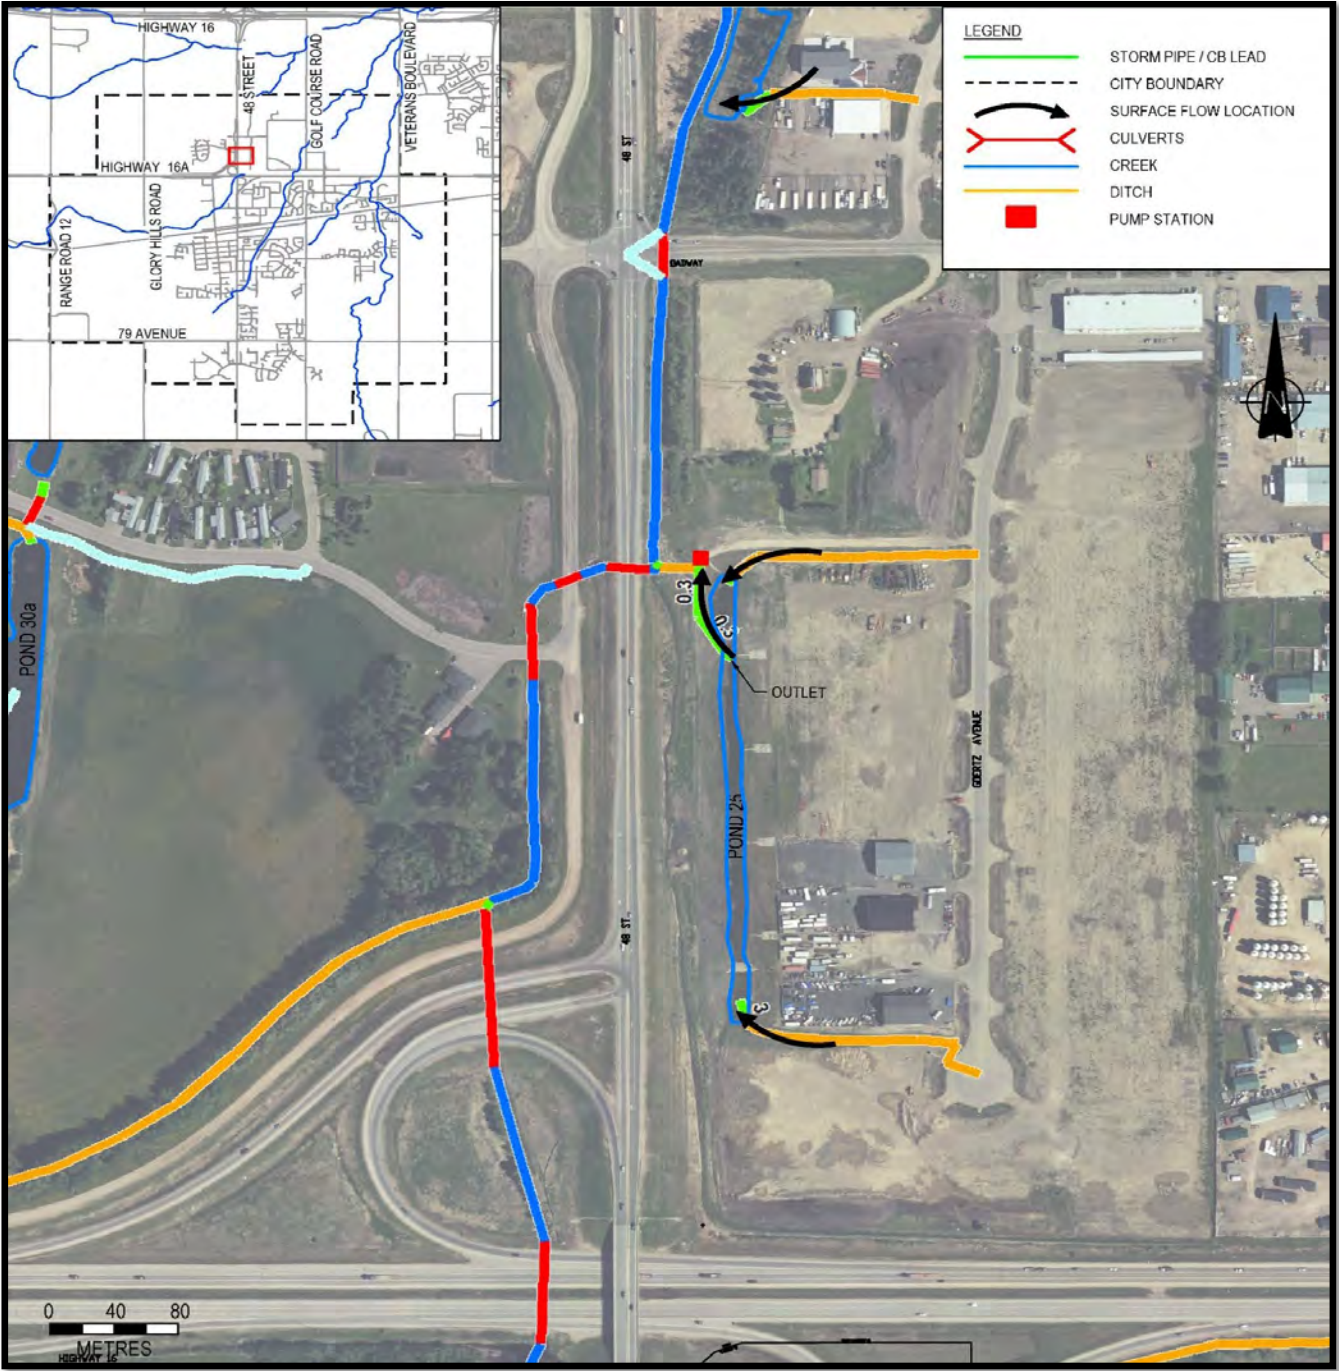 HIGHWAY 16
48 STREET
GOLF COURSE ROAD
VETERANS BOULEVARD
HIGHWAY 16A
RANGE ROAD 12
GLORY HILLS ROAD
79 AVENUE
LEGEND
STORM PIPE / CB LEAD
CITY BOUNDARY
SURFACE FLOW LOCATION
CULVERTS
CREEK
DITCH
PUMP STATION
48 ST
N
0.3
0.3
OUTLET
POND 30a
GOERTZ AVENUE
POND 25
48 ST.
3
0 40 80
METRES
HIGHWAY 16